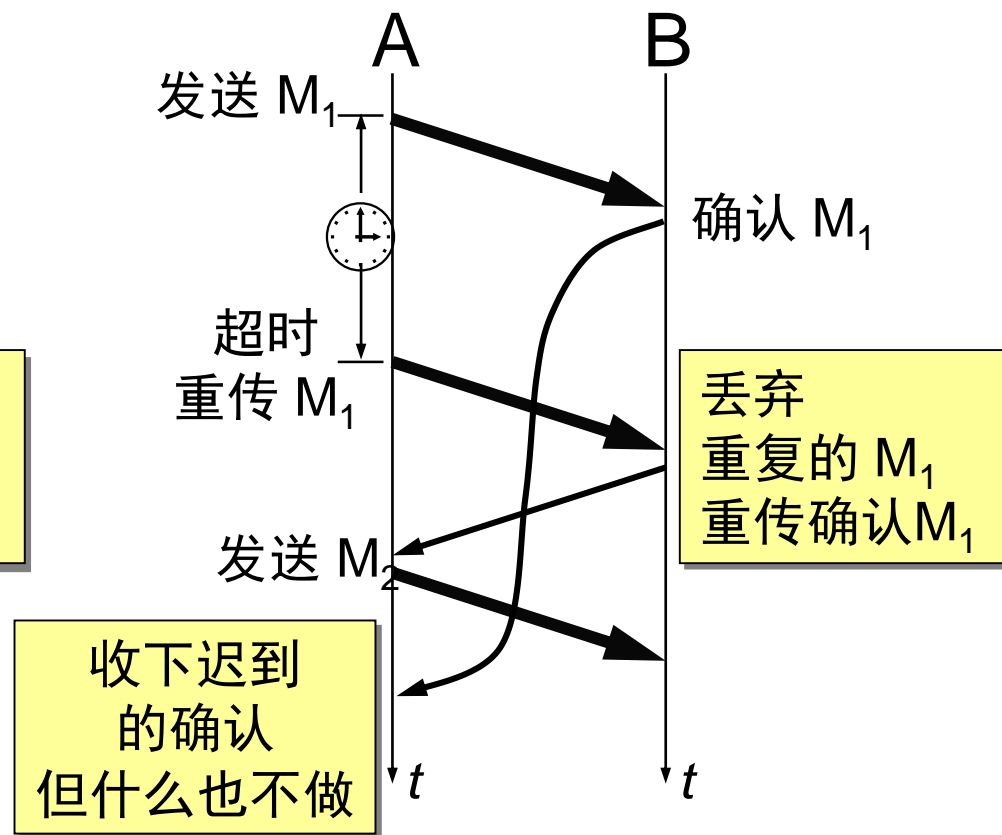 A
B
发送 M₁
确认 M₁
超时
重传 M₁
丢弃
重复的 M₁
重传确认M₁
发送 M₂
收下迟到
的确认
但什么也不做
t
t